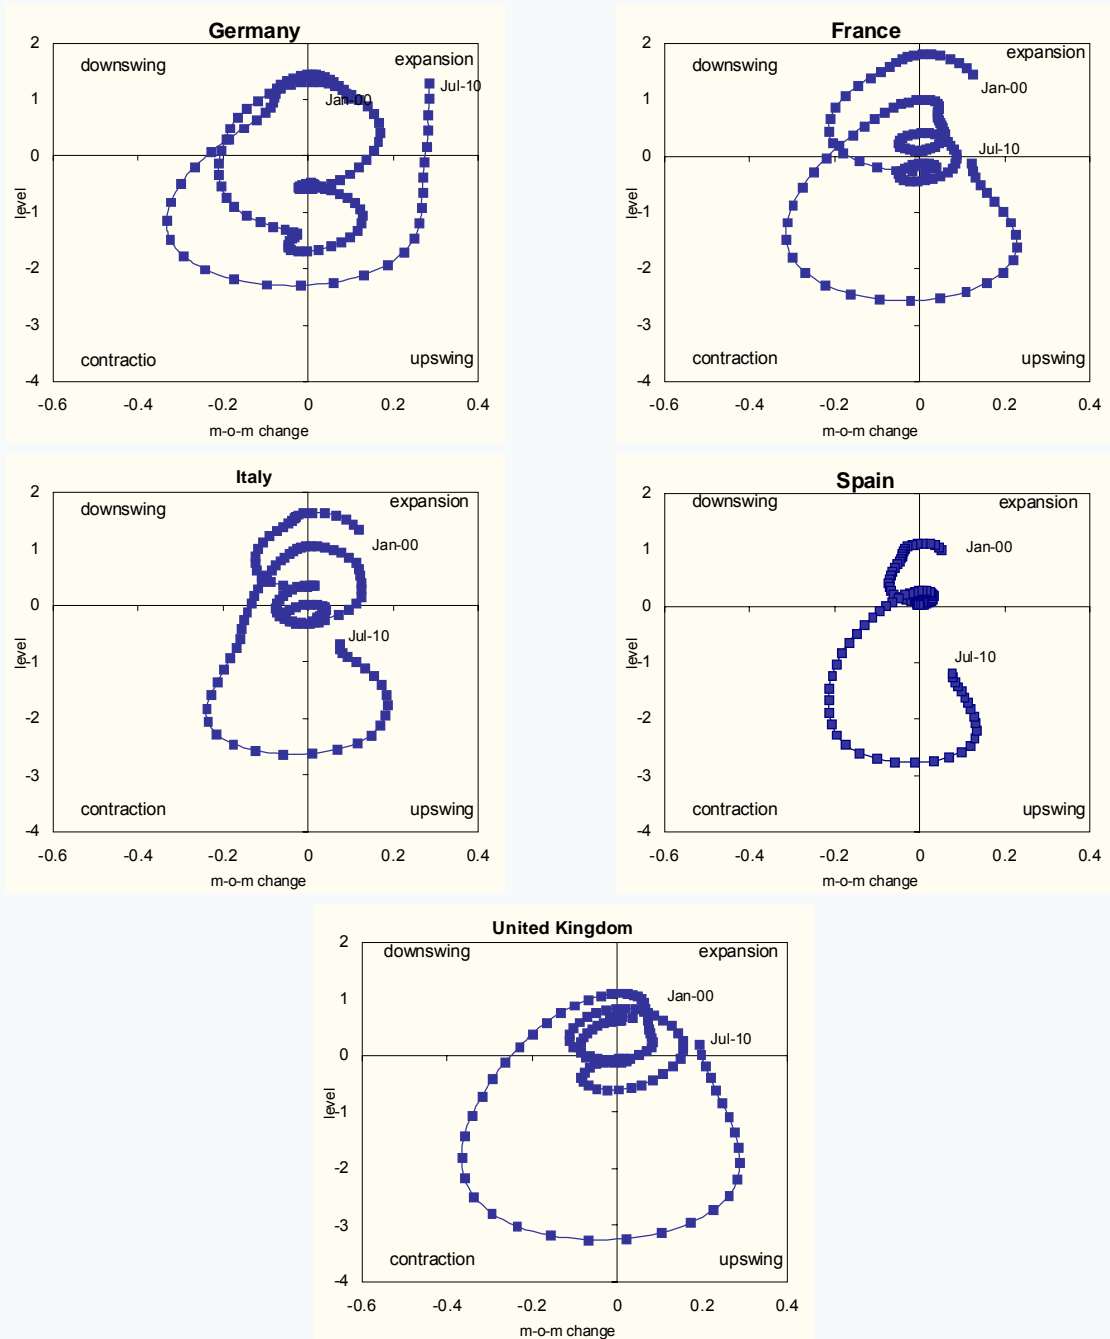 Germany
2
downswing
expansion
1
Jan-00
Jul-10
0
level
-1
-2
-3
contractio
upswing
-4
-0.6 -0.4 -0.2 0 0.2 0.4
m-o-m change
France
2
downswing
expansion
1
Jan-00
Jul-10
0
level
-1
-2
-3
contraction
upswing
-4
-0.6 -0.4 -0.2 0 0.2 0.4
m-o-m change
Italy
2
downswing
expansion
1
Jan-00
0
Jul-10
level
-1
-2
-3
contraction
upswing
-4
-0.6 -0.4 -0.2 0 0.2 0.4
m-o-m change
Spain
2
downswing
expansion
1
Jan-00
0
Jul-10
level
-1
-2
-3
contraction
upswing
-4
-0.6 -0.4 -0.2 0 0.2 0.4
m-o-m change
United Kingdom
2
downswing
expansion
1
Jan-00
Jul-10
0
level
-1
-2
-3
contraction
upswing
-4
-0.6 -0.4 -0.2 0 0.2 0.4
m-o-m change